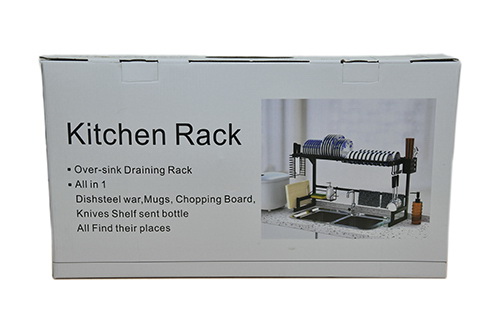 Kitchen Rack
▪ Over-sink Draining Rack
▪ All in 1
Dishsteel war,Mugs, Chopping Board,
Knives Shelf sent bottle
All Find their places